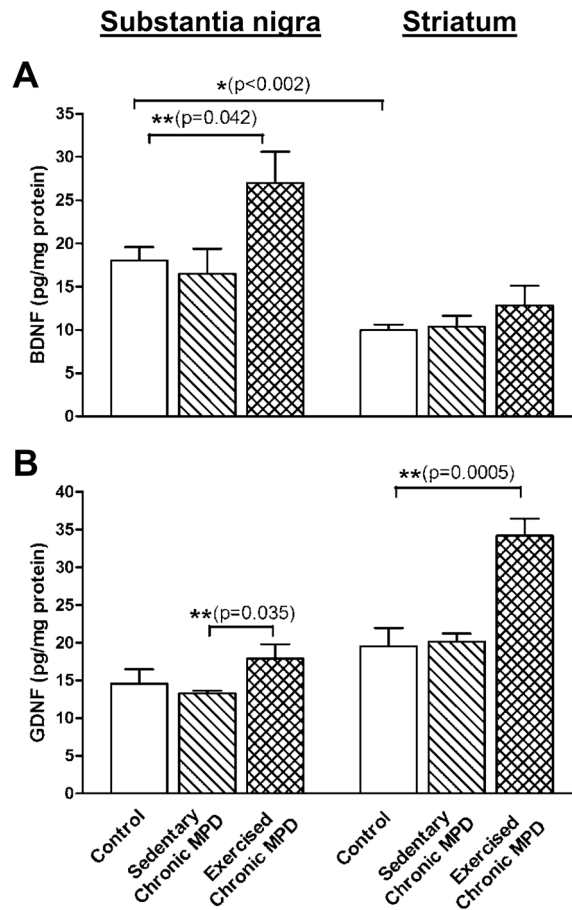 Substantia nigra Striatum
A
*(p<0.002)
**(p=0.042)
35
30
25
20
15
10
5
0
BDNF (pg/mg protein)
B
**(p=0.0005)
**(p=0.035)
40
35
30
25
20
15
10
5
0
GDNF (pg/mg protein)
Control
Sedentary
Chronic MPD
Exercised
Chronic MPD
Control
Sedentary
Chronic MPD
Exercised
Chronic MPD